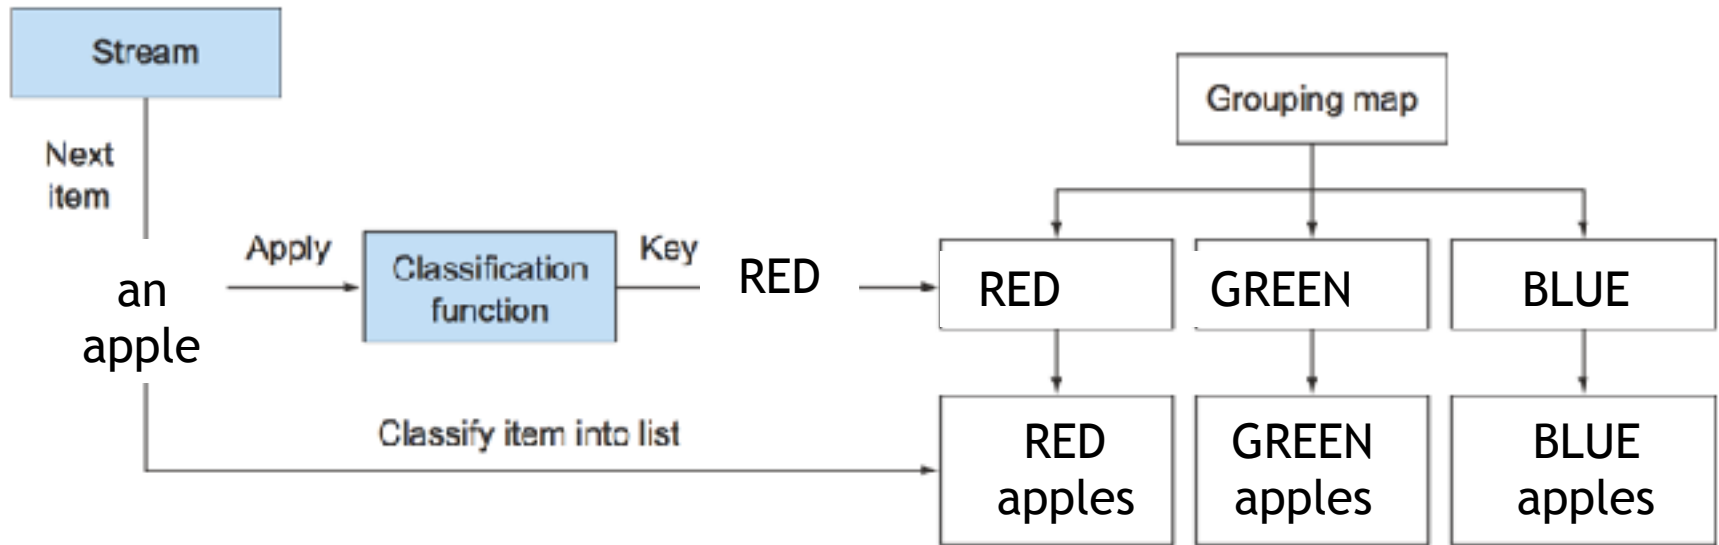 Stream
Grouping map
Next
item
Apply
Key
an
apple
Classification
function
RED
RED
GREEN
BLUE
Classify item into list
RED
apples
GREEN
apples
BLUE
apples